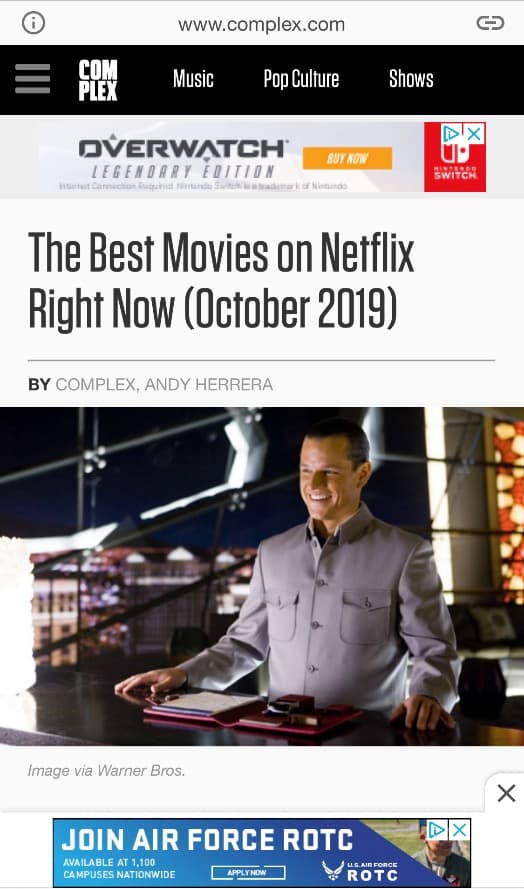 www.complex.com
COM
PLEX
Music Pop Culture Shows
OVERWATCH
LEGENDARY EDITION
BUY NOW
NINTENDO
SWITCH
Internet Connection Required. Nintendo Switch is a trademark of Nintendo
The Best Movies on Netflix
Right Now (October 2019)
BY COMPLEX, ANDY HERRERA
Image via Warner Bros.
JOIN AIR FORCE ROTC
AVAILABLE AT 1,100
CAMPUSES NATIONWIDE
APPLY NOW
U.S. AIR FORCE
ROTC